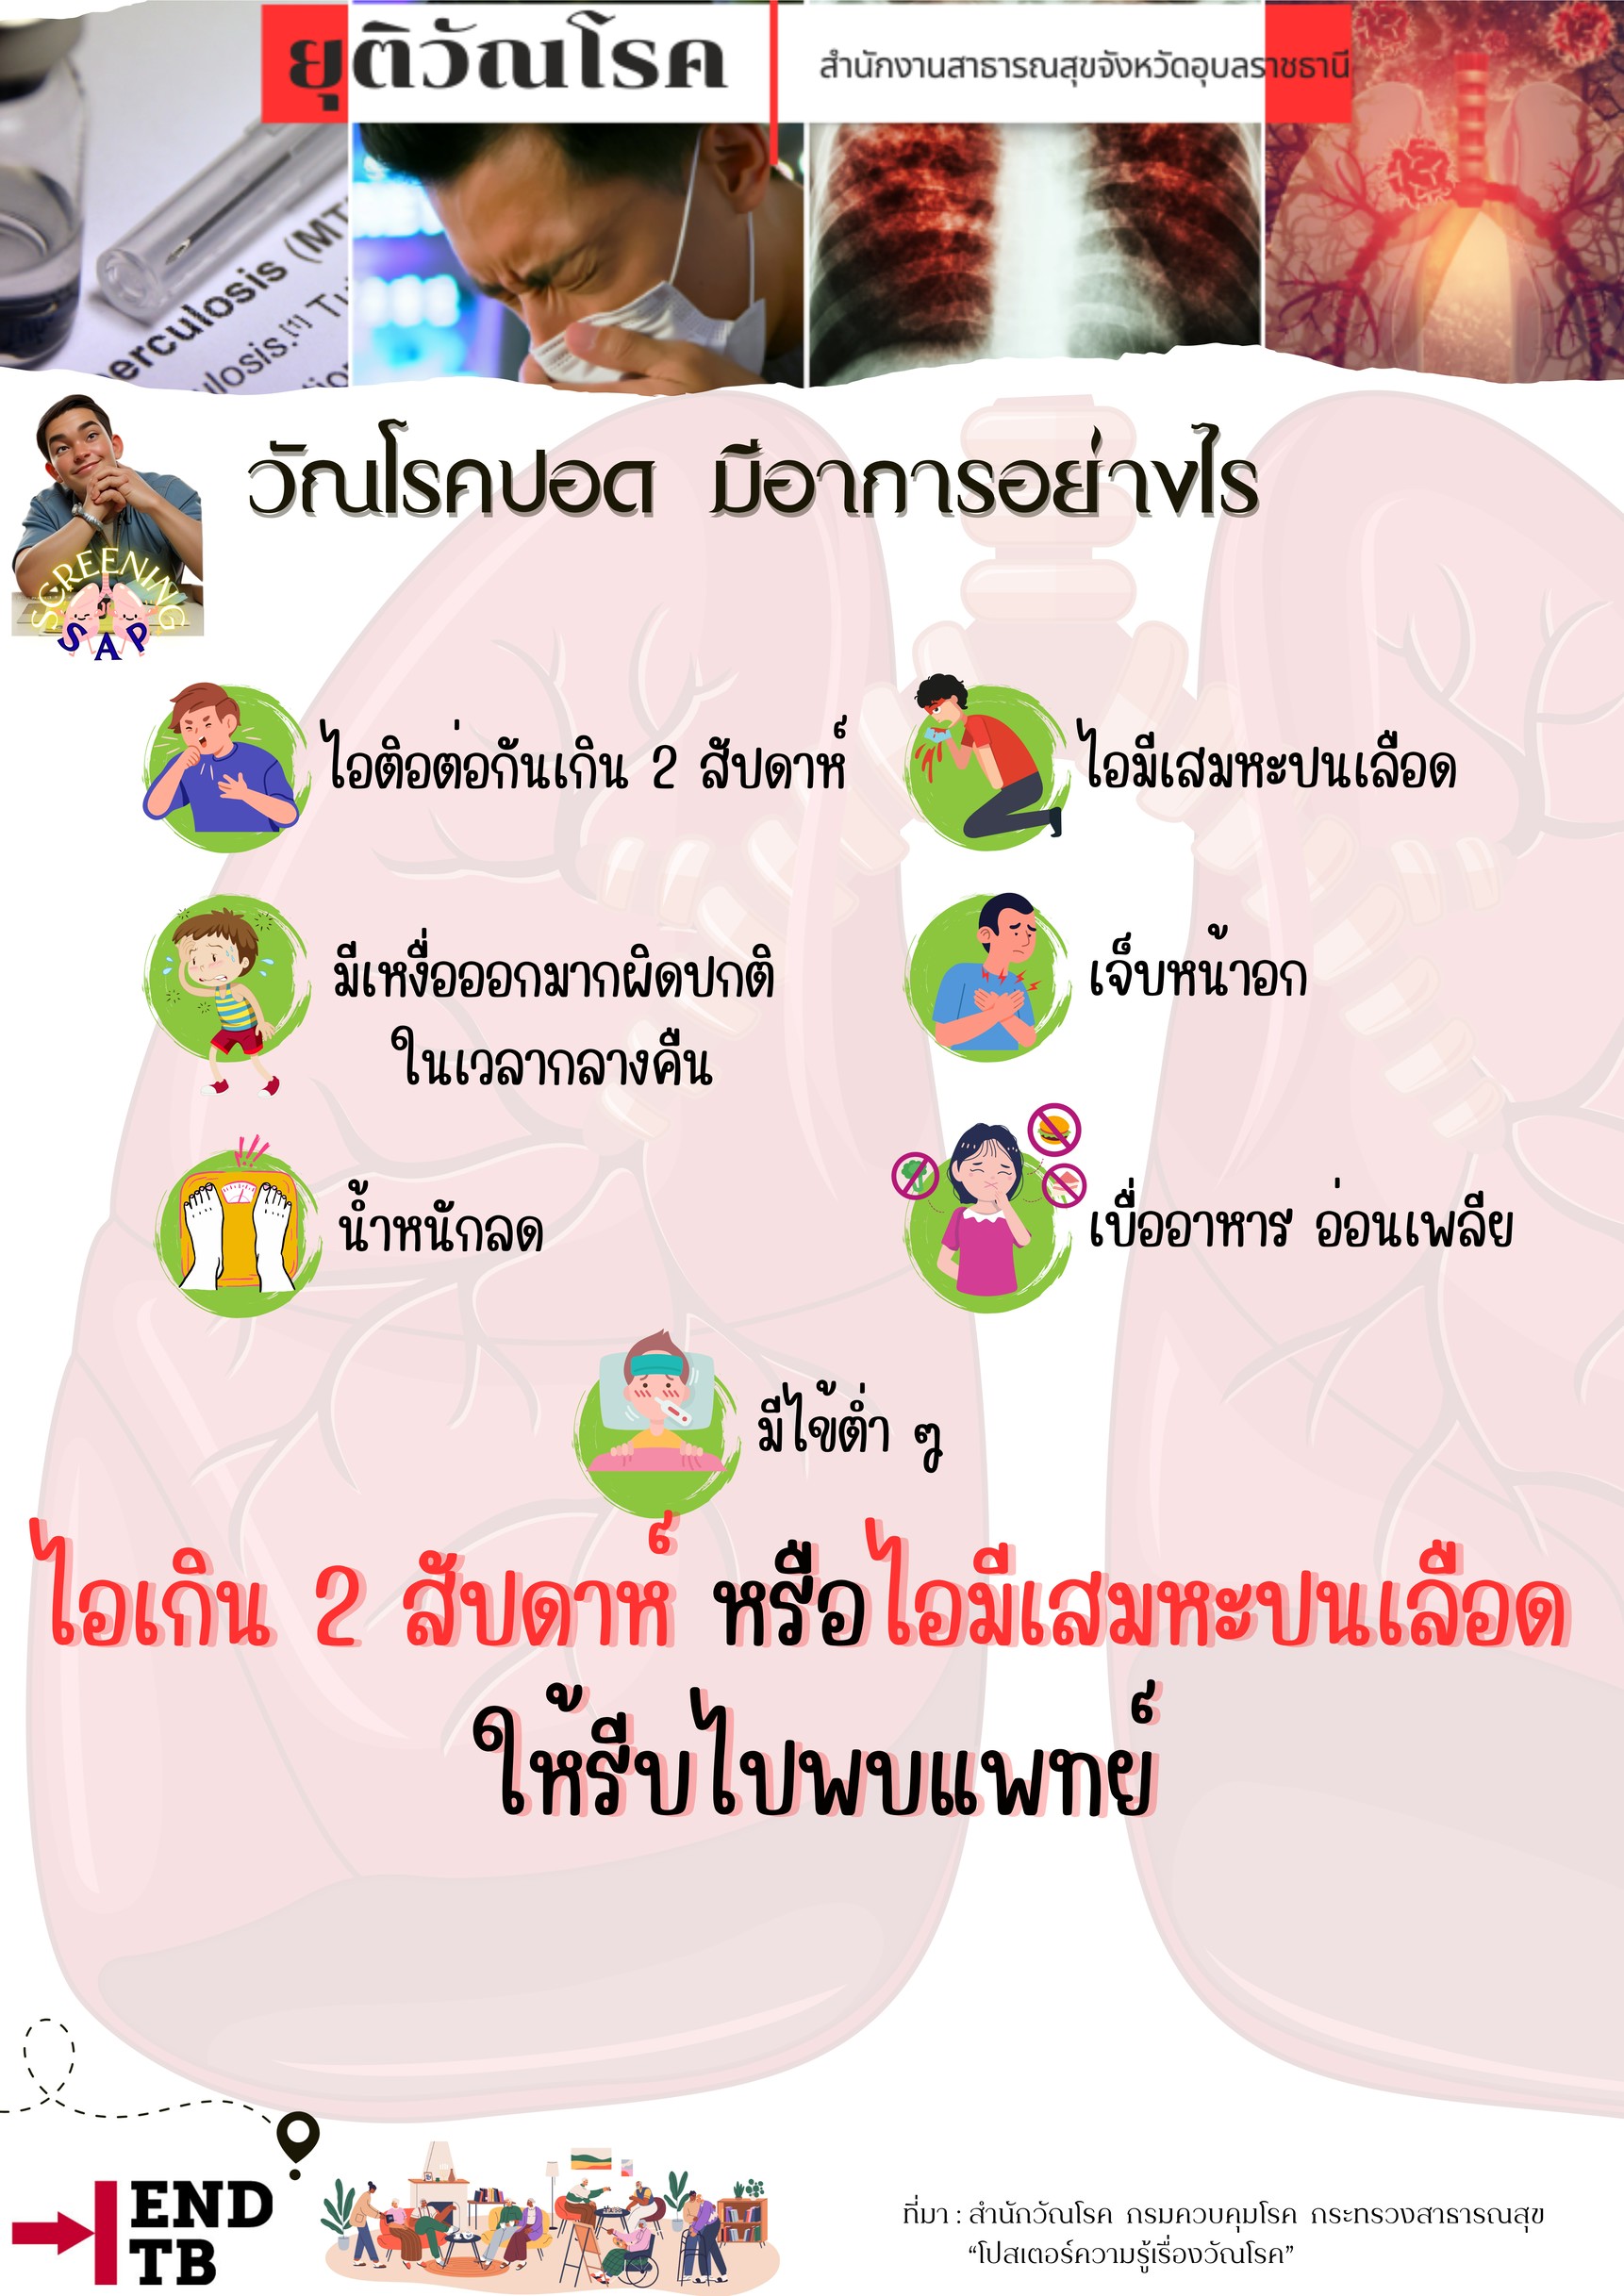 ยุติวัณโรค
สำนักงานสาธารณสุขจังหวัดอุบลราชธานี
erculosis (MT
ulosis.[1] Tu
วัณโรคปอด มีอาการอย่างไร
SCREENING
SAP
ไอติอต่อกันเกิน 2 สัปดาห์
ไอมีเสมหะปนเลือด
มีเหงื่อออกมากผิดปกติ
ในเวลากลางคืน
เจ็บหน้าอก
น้ำหนักลด
เบื่ออาหาร อ่อนเพลีย
มีไข้ต่ำ ๆ
ไอเกิน 2 สัปดาห์ หรือไอมีเสมหะปนเลือด
ให้รีบไปพบแพทย์
END
TB
ที่มา : สำนักวัณโรค กรมควบคุมโรค กระทรวงสาธารณสุข
“โปสเตอร์ความรู้เรื่องวัณโรค”